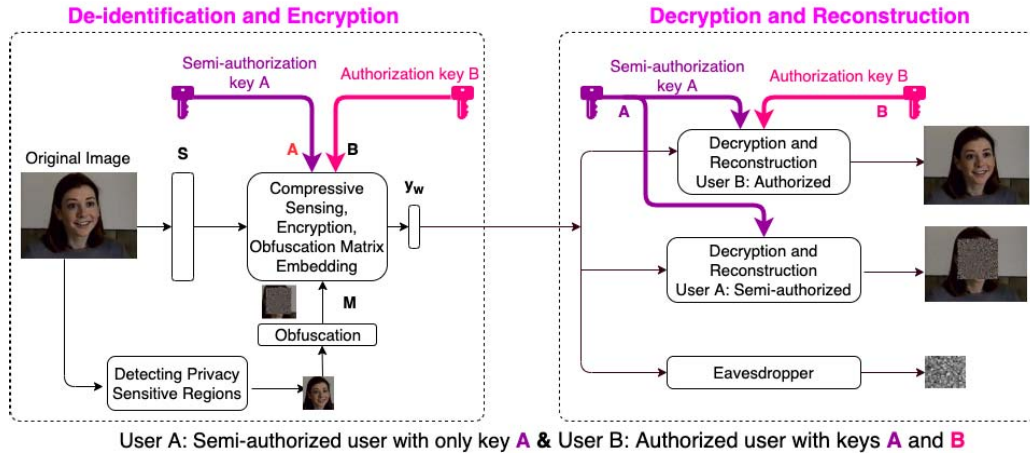 De-identification and Encryption
Semi-authorization
key A
Authorization key B
Original Image
S
A
B
y_w
Compressive
Sensing,
Encryption,
Obfuscation Matrix
Embedding
M
Obfuscation
Detecting Privacy
Sensitive Regions
Decryption and Reconstruction
Semi-authorization
key A
Authorization key B
A
B
Decryption and
Reconstruction
User B: Authorized
Decryption and
Reconstruction
User A: Semi-authorized
Eavesdropper
User A: Semi-authorized user with only key A & User B: Authorized user with keys A and B